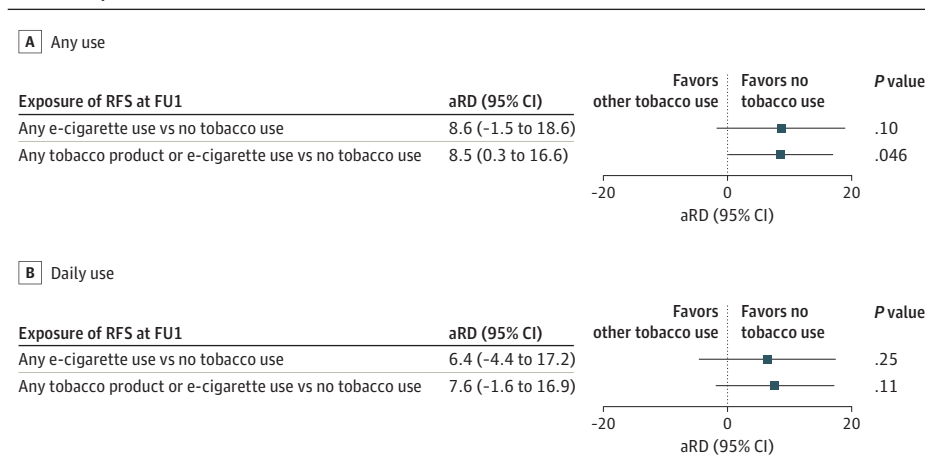 A Any use
Favors other tobacco use
Favors no tobacco use
P value
Exposure of RFS at FU1 aRD (95% CI)
Any e-cigarette use vs no tobacco use 8.6 (-1.5 to 18.6) .10
Any tobacco product or e-cigarette use vs no tobacco use 8.5 (0.3 to 16.6) .046
-20 0 20
aRD (95% CI)
B Daily use
Favors other tobacco use
Favors no tobacco use
P value
Exposure of RFS at FU1 aRD (95% CI)
Any e-cigarette use vs no tobacco use 6.4 (-4.4 to 17.2) .25
Any tobacco product or e-cigarette use vs no tobacco use 7.6 (-1.6 to 16.9) .11
-20 0 20
aRD (95% CI)